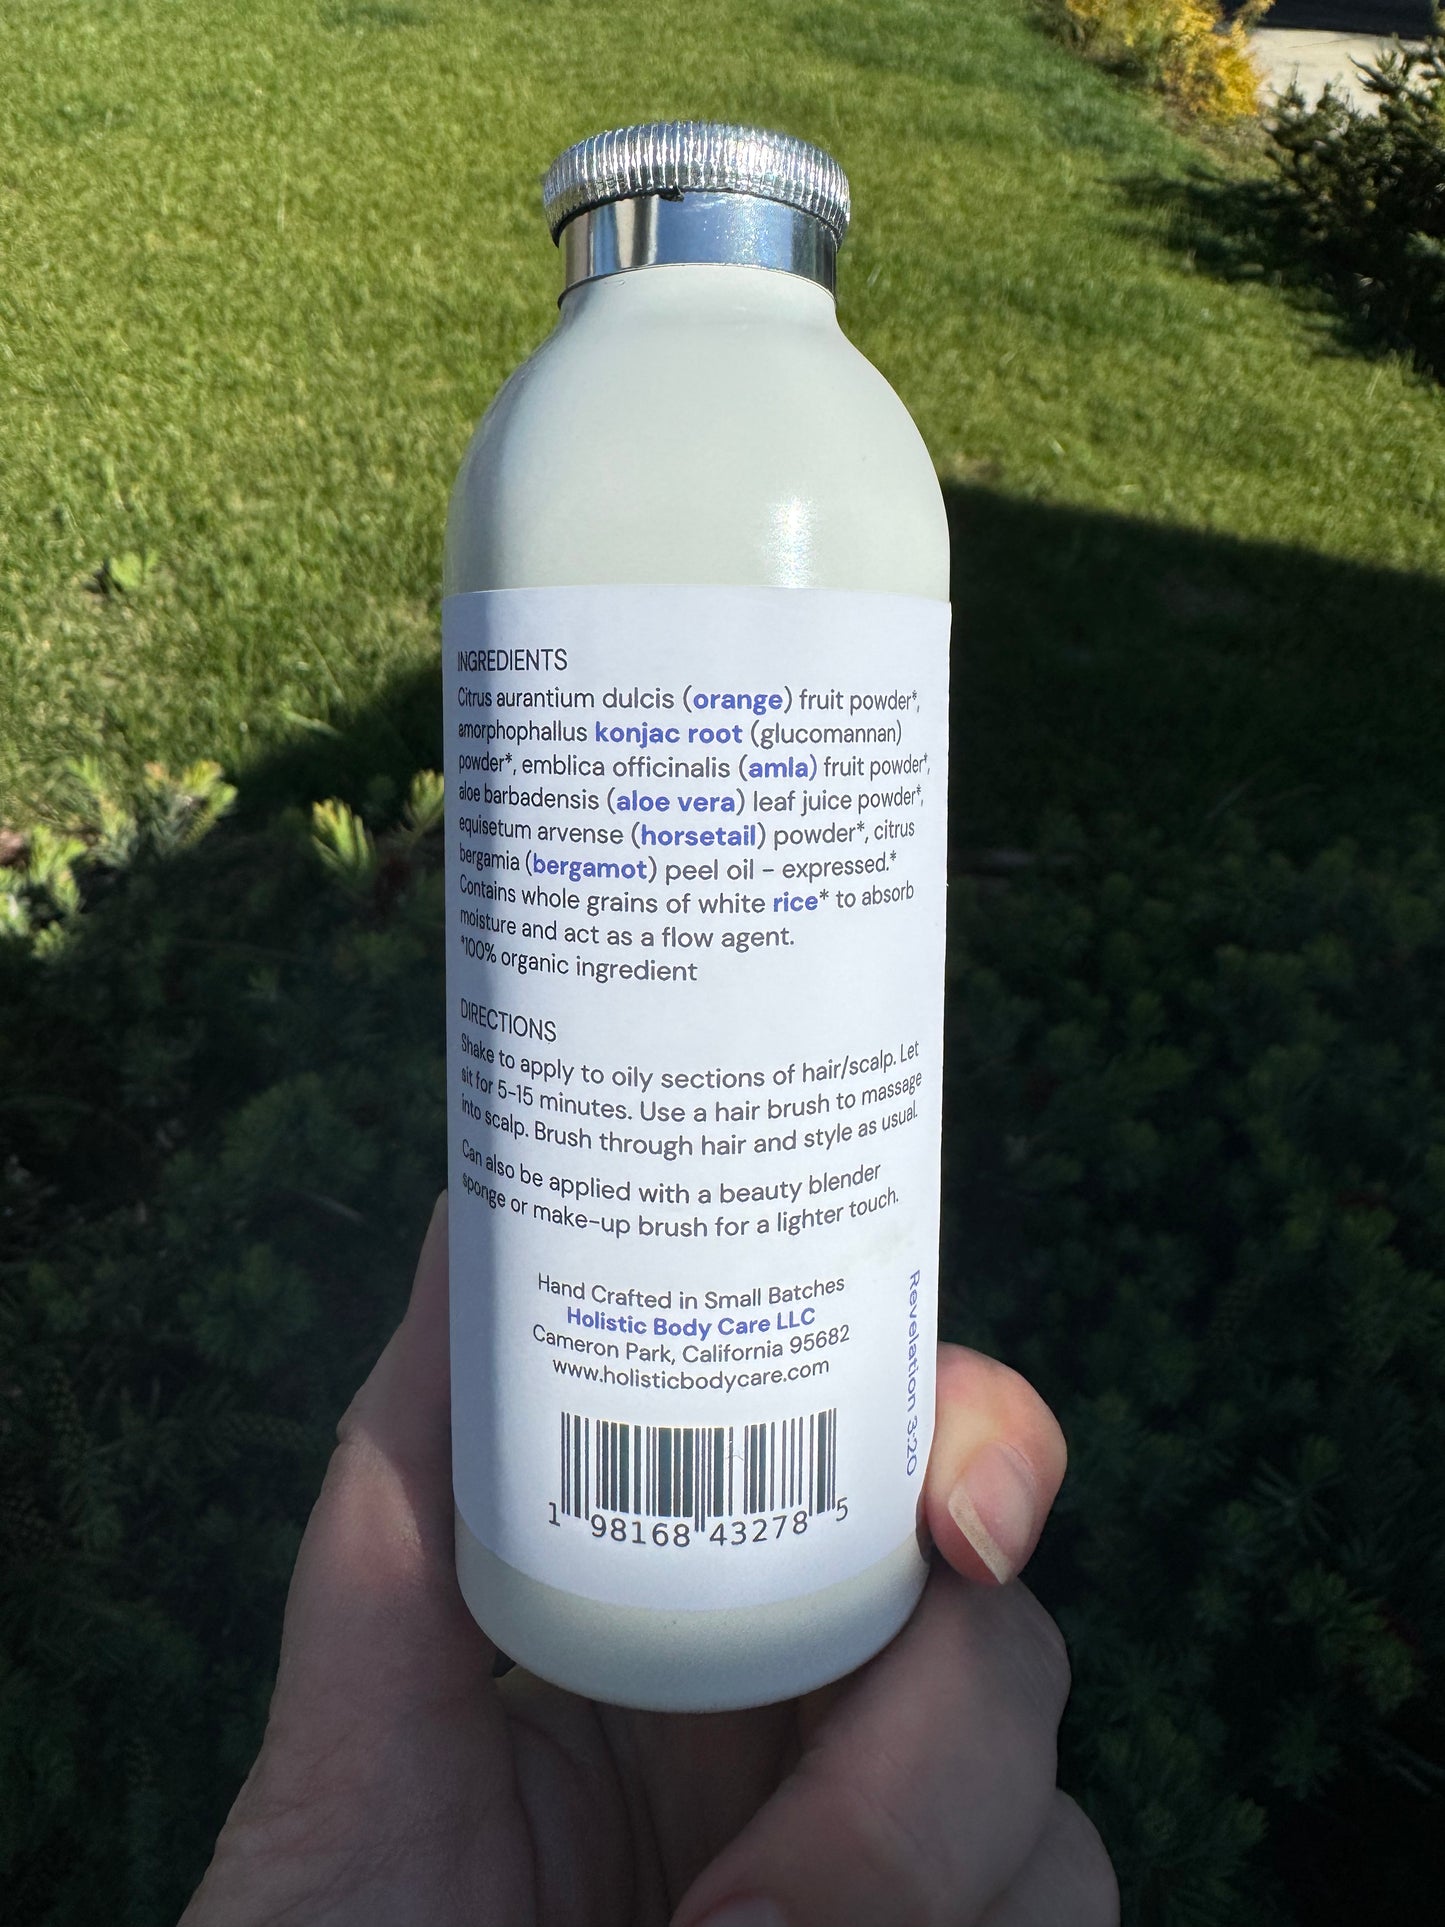 INGREDIENTS
Citrus aurantium dulcis (orange) fruit powder*,
amorphophallus konjac root (glucomannan)
powder*, emblica officinalis (amla) fruit powder*,
aloe barbadensis (aloe vera) leaf juice powder*,
equisetum arvense (horsetail) powder*, citrus
bergamia (bergamot) peel oil – expressed.*
Contains whole grains of white rice* to absorb
moisture and act as a flow agent.
*100% organic ingredient
DIRECTIONS
Shake to apply to oily sections of hair/scalp. Let
sit for 5-15 minutes. Use a hair brush to massage
into scalp. Brush through hair and style as usual.
Can also be applied with a beauty blender
sponge or make-up brush for a lighter touch.
Hand Crafted in Small Batches
Holistic Body Care LLC
Cameron Park, California 95682
www.holisticbodycare.com
Revelation 3:20
1 98168 43278 5